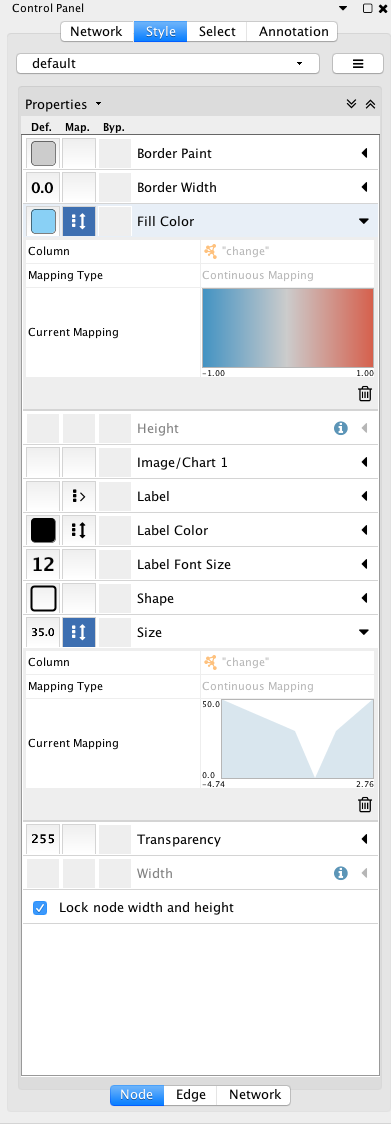 Control Panel
Network Style Select Annotation
default
Properties
Def. Map. Byp.
Border Paint
0.0 Border Width
Fill Color
Column "change"
Mapping Type Continuous Mapping
Current Mapping
-1.00 1.00
Height
Image/Chart 1
Label
Label Color
12 Label Font Size
Shape
35.0 Size
Column "change"
Mapping Type Continuous Mapping
50.0
Current Mapping
0.0
-4.74 2.76
255 Transparency
Width
Lock node width and height
Node Edge Network